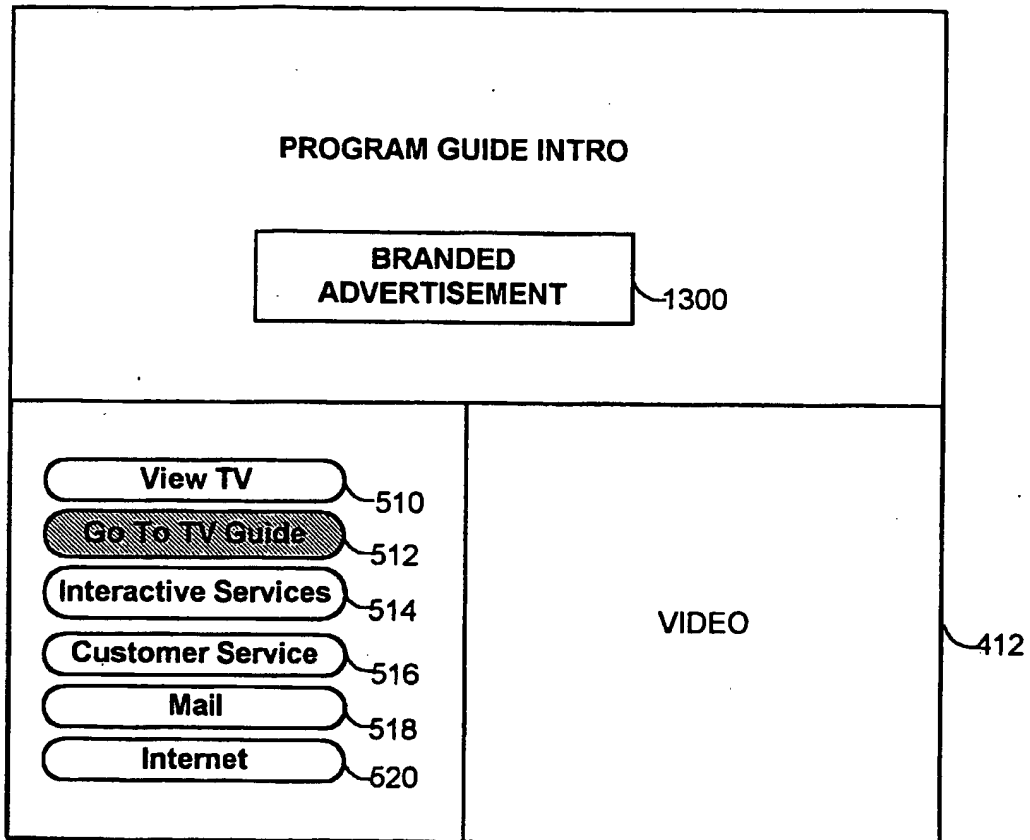 PROGRAM GUIDE INTRO
BRANDED
ADVERTISEMENT
1300
View TV
510
Go To TV Guide
512
Interactive Services
514
Customer Service
516
Mail
518
Internet
520
VIDEO
412